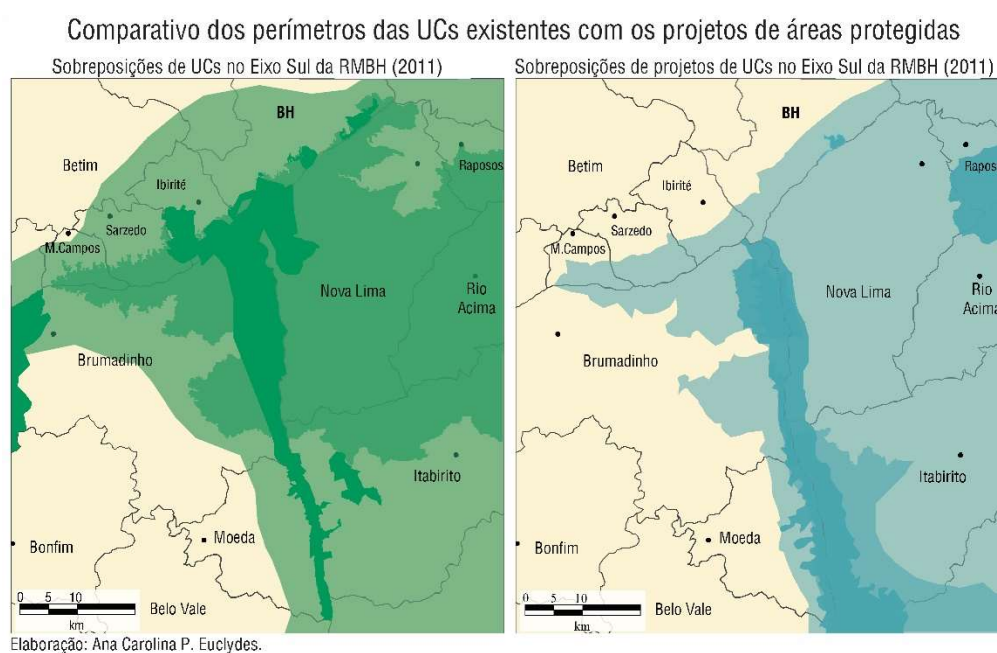 Comparativo dos perímetros das UCs existentes com os projetos de áreas protegidas
Sobreposições de UCs no Eixo Sul da RMBH (2011)
BH
Betim
Raposos
Ibirité
Sarzedo
M.Campos
Nova Lima
Rio
Acima
Brumadinho
Itabirito
Moeda
Bonfim
0 5 10
km
Belo Vale
Sobreposições de projetos de UCs no Eixo Sul da RMBH (2011)
BH
Betim
Rapos
Ibirité
Sarzedo
M.Campos
Nova Lima
Rio
Acima
Brumadinho
Itabirito
Moeda
Bonfim
0 5 10
km
Belo Vale
Elaboração: Ana Carolina P. Euclydes.